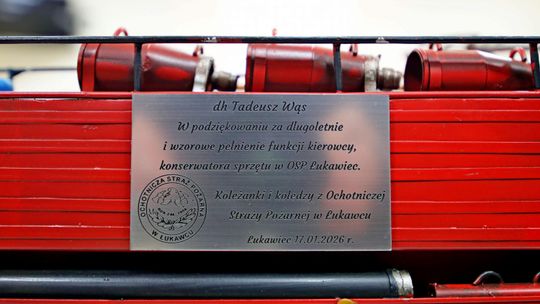 dh Tadeusz Wąs
W podziękowaniu za długoletnie
i wzorowe pełnienie funkcji kierowcy,
konserwatora sprzętu w OSP Łukawiec.
Koleżanki i koledzy z Ochotniczej
Straży Pożarnej w Łukawcu
OCHOTNICZA STRAŻ POŻARNA
W ŁUKAWCU
Łukawiec 17.01.2026 r.